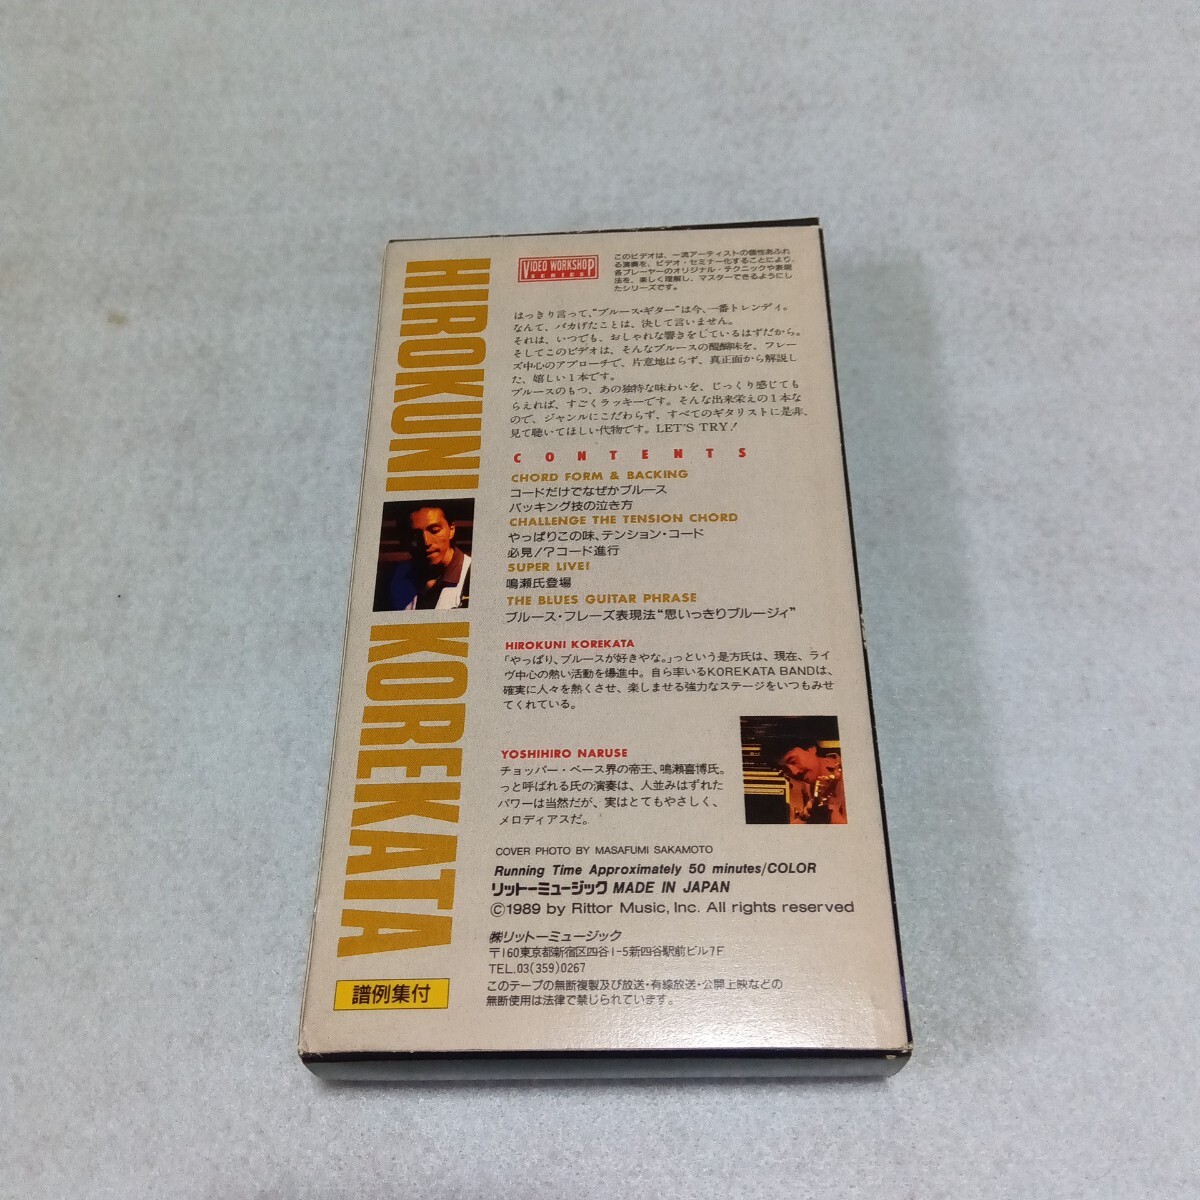 HIROKUNI KOREKATA
譜例集付
VIDEO WORKSHOP
SERIES
このビデオは、一流アーティストの個性あふれ
る演奏を、ビデオ・セミナー化することにより、
各プレーヤーのオリジナル・テクニックや表現
法を、楽しく理解し、マスターできるようにし
たシリーズです。
はっきり言って、“ブルース・ギター”は今、一番トレンディ。
なんて、バカげたことは、決して言いません。
それは、いつでも、おしゃれな響きをしているはずだから。
そしてこのビデオは、そんなブルースの醍醐味を、フレー
ズ中心のアプローチで、片意地はらず、真正面から解説し
た、嬉しい1本です。
ブルースのもつ、あの独特な味わいを、じっくり感じても
らえれば、すごくラッキーです。そんな出来栄えの1本な
ので、ジャンルにこだわらず、すべてのギタリストに是非、
見て聴いてほしい代物です。LET'S TRY!
CONTENTS
CHORD FORM & BACKING
コードだけでなぜかブルース
バッキング技の泣き方
CHALLENGE THE TENSION CHORD
やっぱりこの味、テンション・コード
必見!?コード進行
SUPER LIVE!
鳴瀬氏登場
THE BLUES GUITAR PHRASE
ブルース・フレーズ表現法“思いっきりブルージィ”
HIROKUNI KOREKATA
「やっぱり、ブルースが好きやな。」っという是方氏は、現在、ライ
ヴ中心の熱い活動を爆進中。自ら率いるKOREKATA BANDは、
確実に人々を熱くさせ、楽しませる強力なステージをいつもみせ
てくれている。
YOSHIHIRO NARUSE
チョッパー・ベース界の帝王、鳴瀬喜博氏。
っと呼ばれる氏の演奏は、人並みはずれた
パワーは当然だが、実はとてもやさしく、
メロディアスだ。
COVER PHOTO BY MASAFUMI SAKAMOTO
Running Time Approximately 50 minutes/COLOR
リットーミュージック MADE IN JAPAN
©1989 by Rittor Music, Inc. All rights reserved
㈱リットーミュージック
〒160東京都新宿区四谷1-5新四谷駅前ビル7F
TEL.03(359)0267
このテープの無断複製及び放送・有線放送・公開上映などの
無断使用は法律で禁じられています。